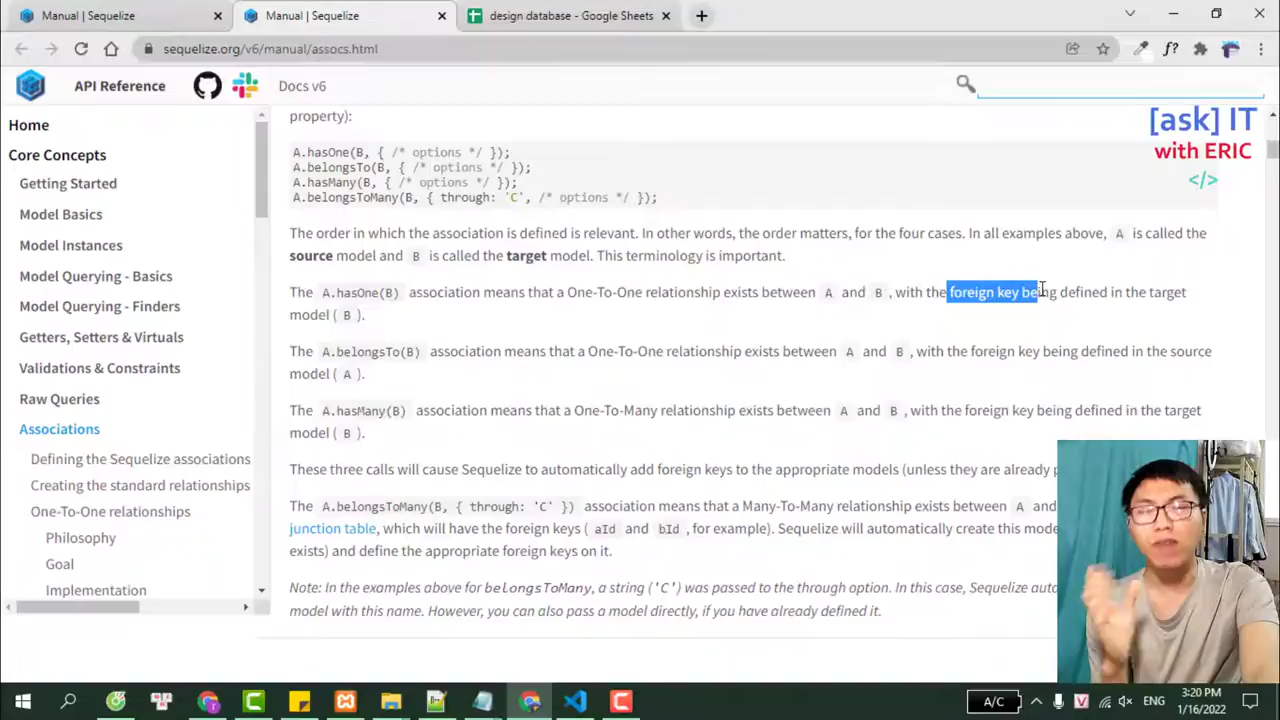 Manual | Sequelize
Manual | Sequelize
design database - Google Sheets
sequelize.org/v6/manual/assocs.html
f?
API Reference
Docs v6
[ask] IT
with ERIC
</>
Home
Core Concepts
Getting Started
Model Basics
Model Instances
Model Querying - Basics
Model Querying - Finders
Getters, Setters & Virtuals
Validations & Constraints
Raw Queries
Associations
Defining the Sequelize associations
Creating the standard relationships
One-To-One relationships
Philosophy
Goal
Implementation
property):
A.hasOne(B, { /* options */ });
A.belongsTo(B, { /* options */ });
A.hasMany(B, { /* options */ });
A.belongsToMany(B, { through: 'C', /* options */ });
The order in which the association is defined is relevant. In other words, the order matters, for the four cases. In all examples above, A is called the
source model and B is called the target model. This terminology is important.
The A.hasOne(B) association means that a One-To-One relationship exists between A and B , with the foreign key being defined in the target
model ( B ).
The A.belongsTo(B) association means that a One-To-One relationship exists between A and B , with the foreign key being defined in the source
model ( A ).
The A.hasMany(B) association means that a One-To-Many relationship exists between A and B , with the foreign key being defined in the target
model ( B ).
These three calls will cause Sequelize to automatically add foreign keys to the appropriate models (unless they are already
The A.belongsToMany(B, { through: 'C' }) association means that a Many-To-Many relationship exists between A and
junction table, which will have the foreign keys ( aId and bId , for example). Sequelize will automatically create this
exists) and define the appropriate foreign keys on it.
Note: In the examples above for belongsToMany, a string ('C') was passed to the through option. In this case, Sequelize
model with this name. However, you can also pass a model directly, if you have already defined it.
A/C
V
ENG
3:20 PM
1/16/2022